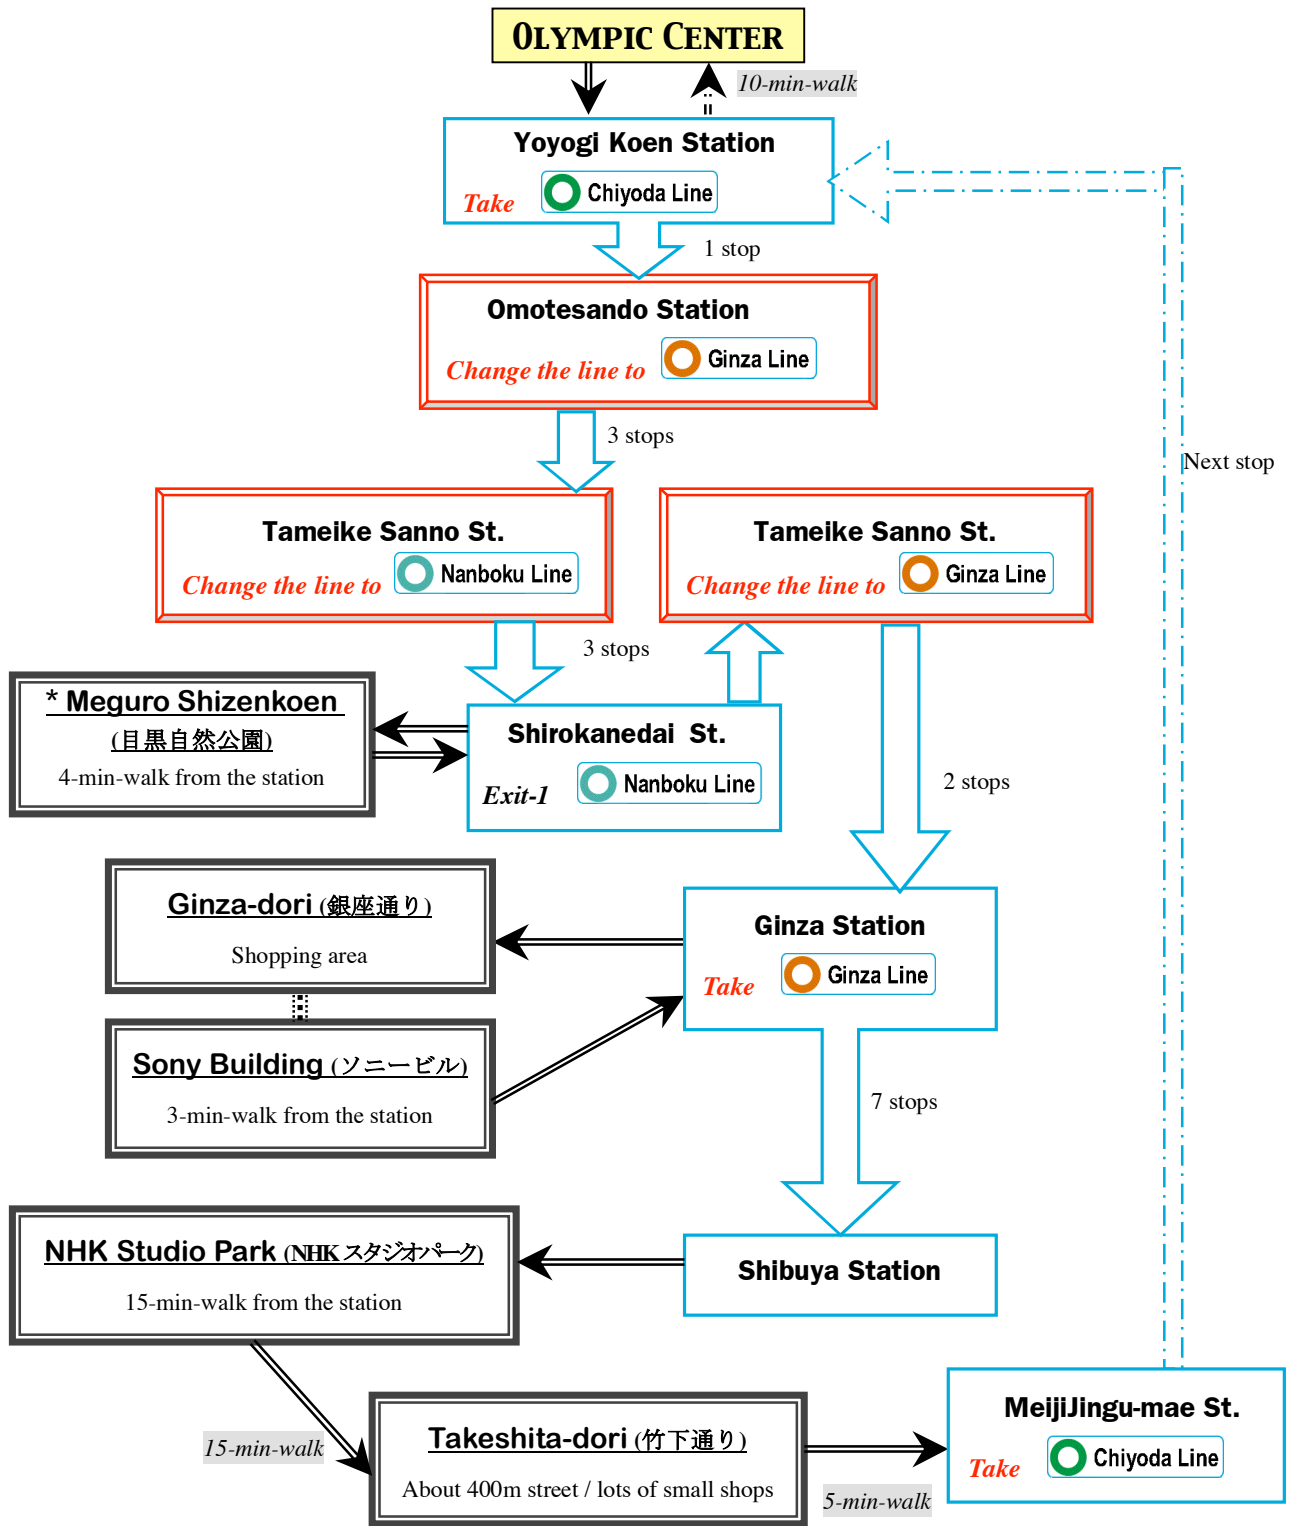 OLYMPIC CENTER
10-min-walk
Yoyogi Koen Station
Take
Chiyoda Line
1 stop
Omotesando Station
Change the line to
Ginza Line
3 stops
Next stop
Tameike Sanno St.
Change the line to
Nanboku Line
Tameike Sanno St.
Change the line to
Ginza Line
3 stops
* Meguro Shizenkoen
(目黒自然公園)
4-min-walk from the station
Shirokanedai St.
Exit-1
Nanboku Line
2 stops
Ginza-dori (銀座通り)
Shopping area
Ginza Station
Take
Ginza Line
Sony Building (ソニービル)
3-min-walk from the station
7 stops
NHK Studio Park (NHK スタジオパーク)
15-min-walk from the station
Shibuya Station
15-min-walk
Takeshita-dori (竹下通り)
About 400m street / lots of small shops
5-min-walk
MeijiJingu-mae St.
Take
Chiyoda Line